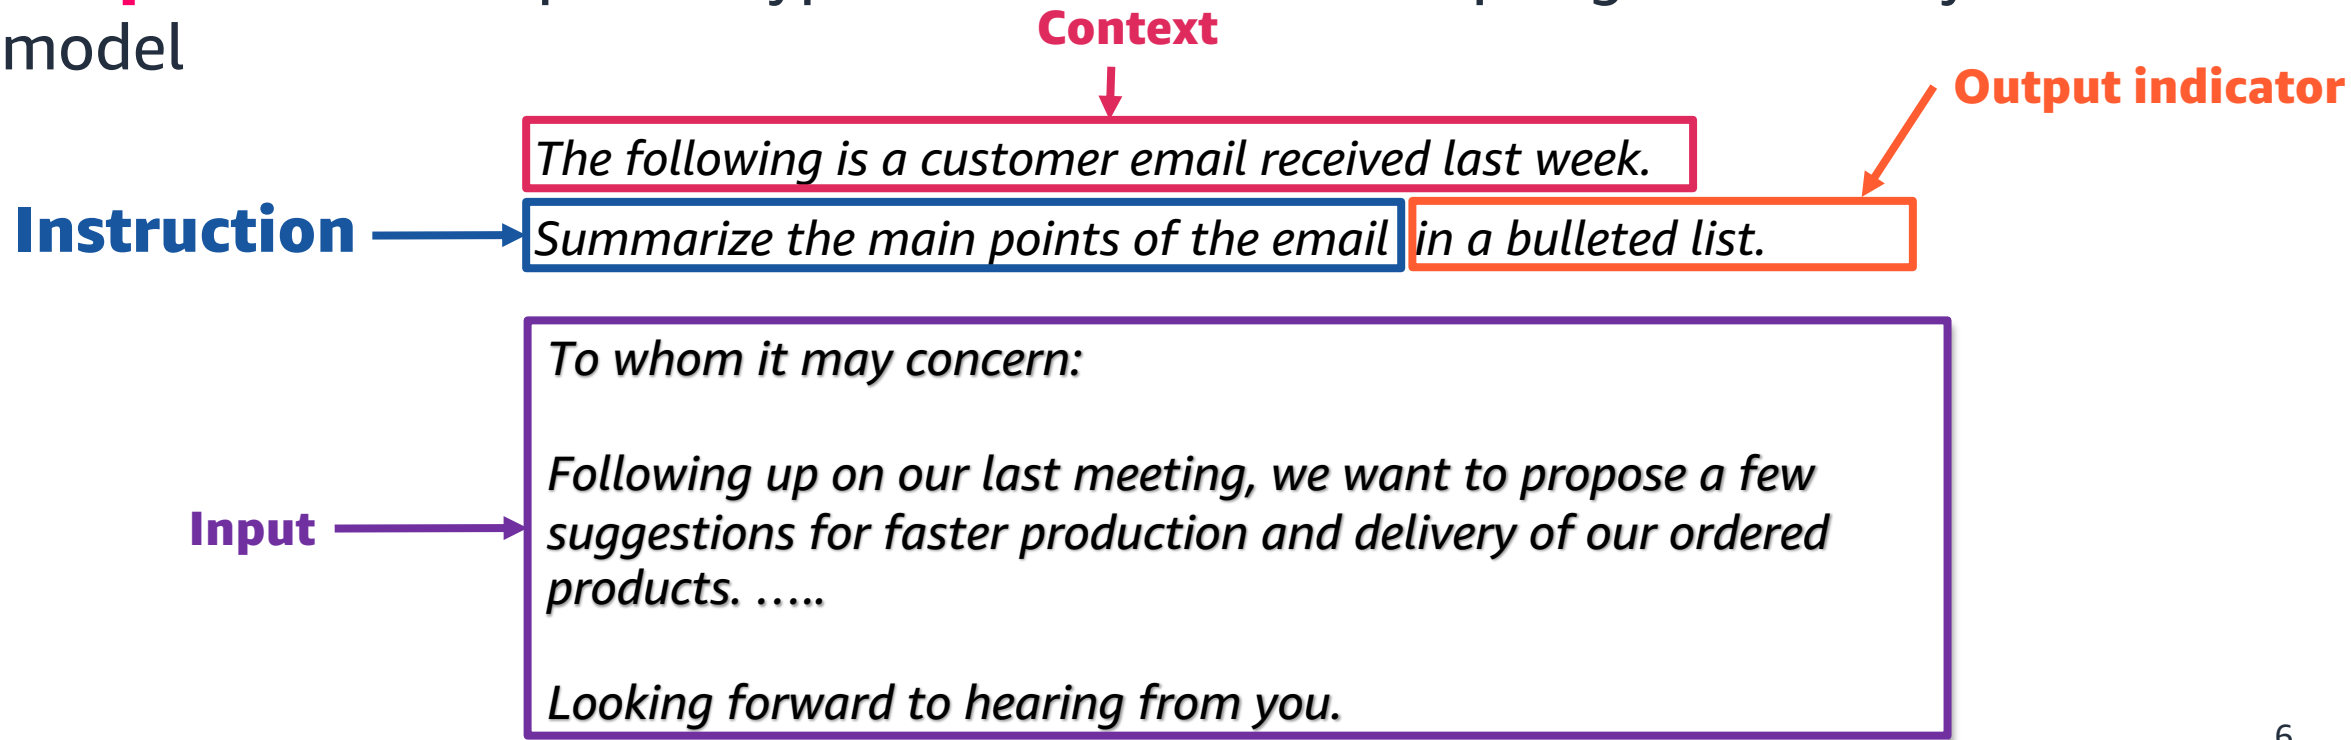 model
Context
Output indicator
The following is a customer email received last week.
Instruction
Summarize the main points of the email in a bulleted list.
To whom it may concern:
Following up on our last meeting, we want to propose a few
Input
suggestions for faster production and delivery of our ordered
products. .....
Looking forward to hearing from you.
6